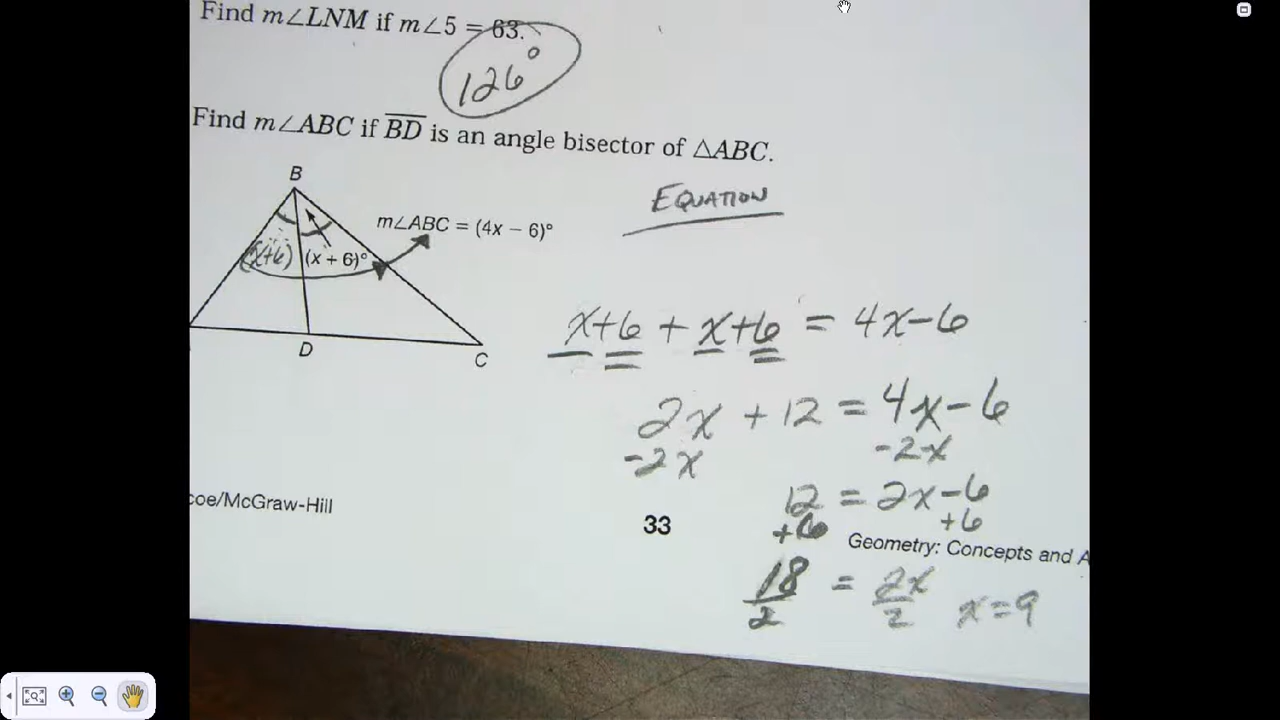 Find m∠LNM if m∠5 = 63.
126°
Find m∠ABC if BD is an angle bisector of △ABC.
B
EQUATION
m∠ABC = (4x − 6)°
(x+6) (x + 6)°
x+6 + x+6 = 4x−6
D
C
2x + 12 = 4x−6
-2x -2x
12 = 2x−6
+6 +6
coe/McGraw-Hill
33
Geometry: Concepts and A
18 = 2x
2 2
x=9